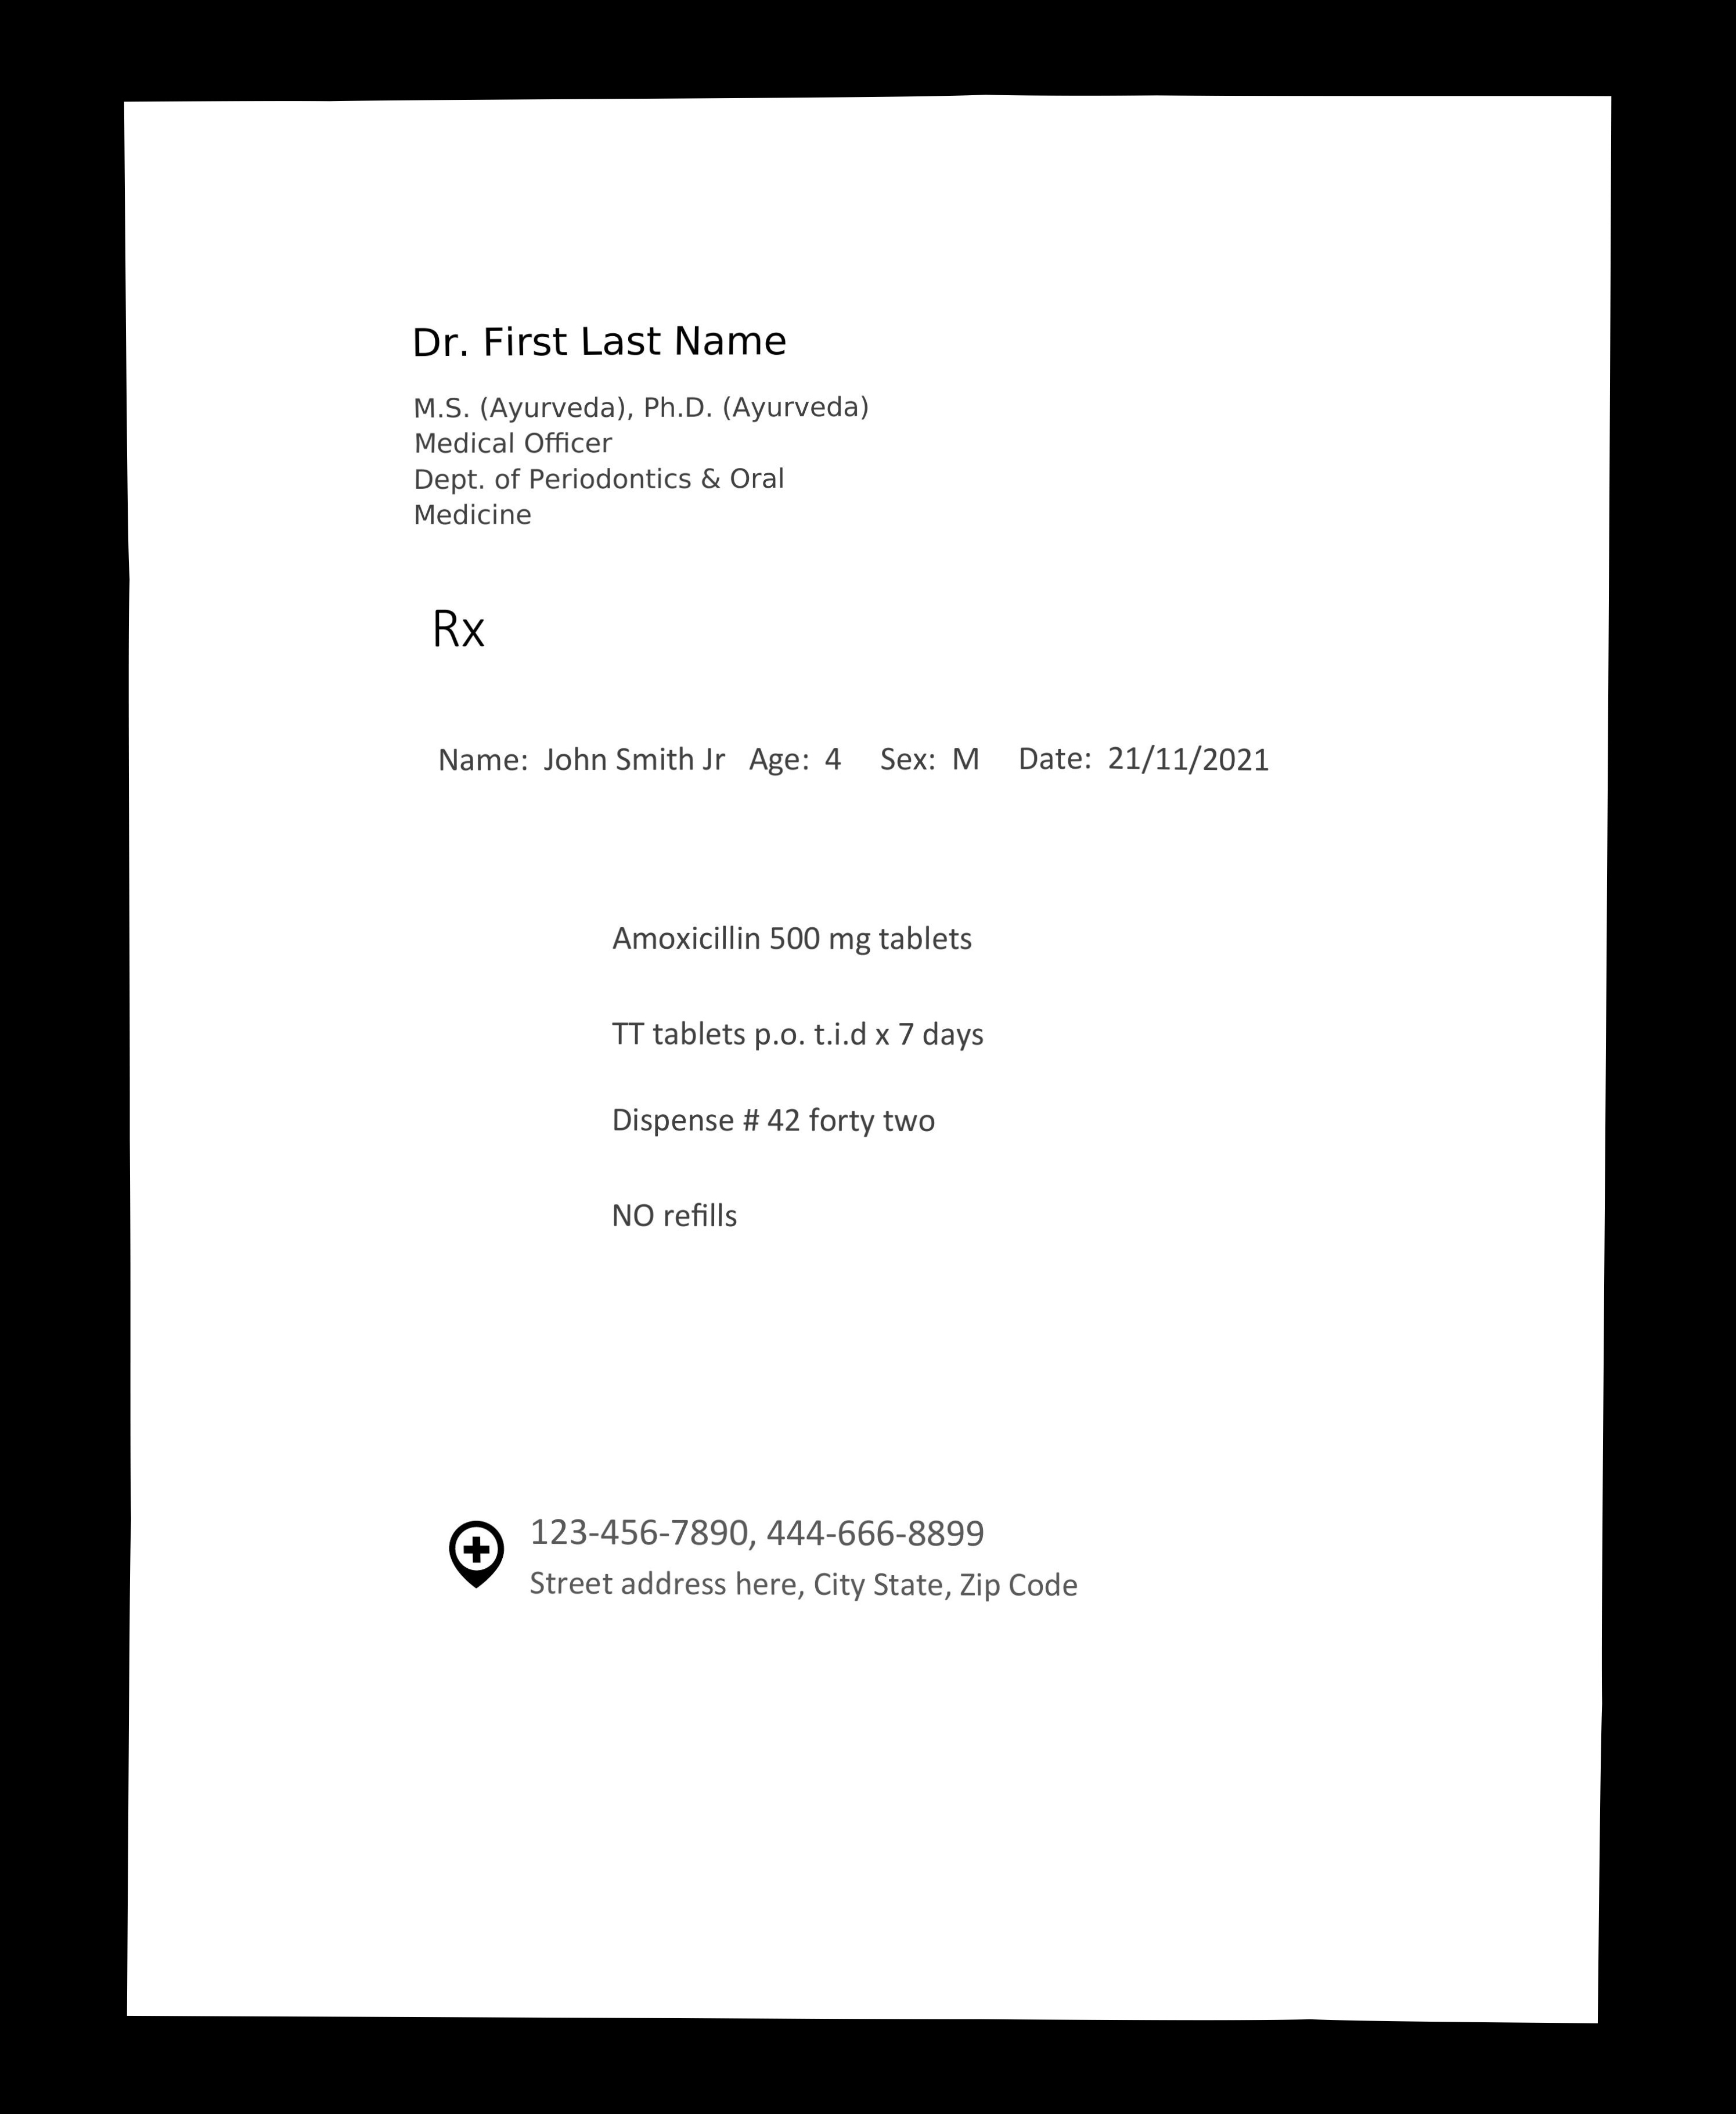 Dr. First Last Name
M.S. (Ayurveda), Ph.D. (Ayurveda)
Medical Officer
Dept. of Periodontics & Oral
Medicine
Rx
Name: John Smith Jr Age: 4 Sex: M Date: 21/11/2021
Amoxicillin 500 mg tablets
TT tablets p.o. t.i.d x 7 days
Dispense # 42 forty two
NO refills
123-456-7890, 444-666-8899
Street address here, City State, Zip Code